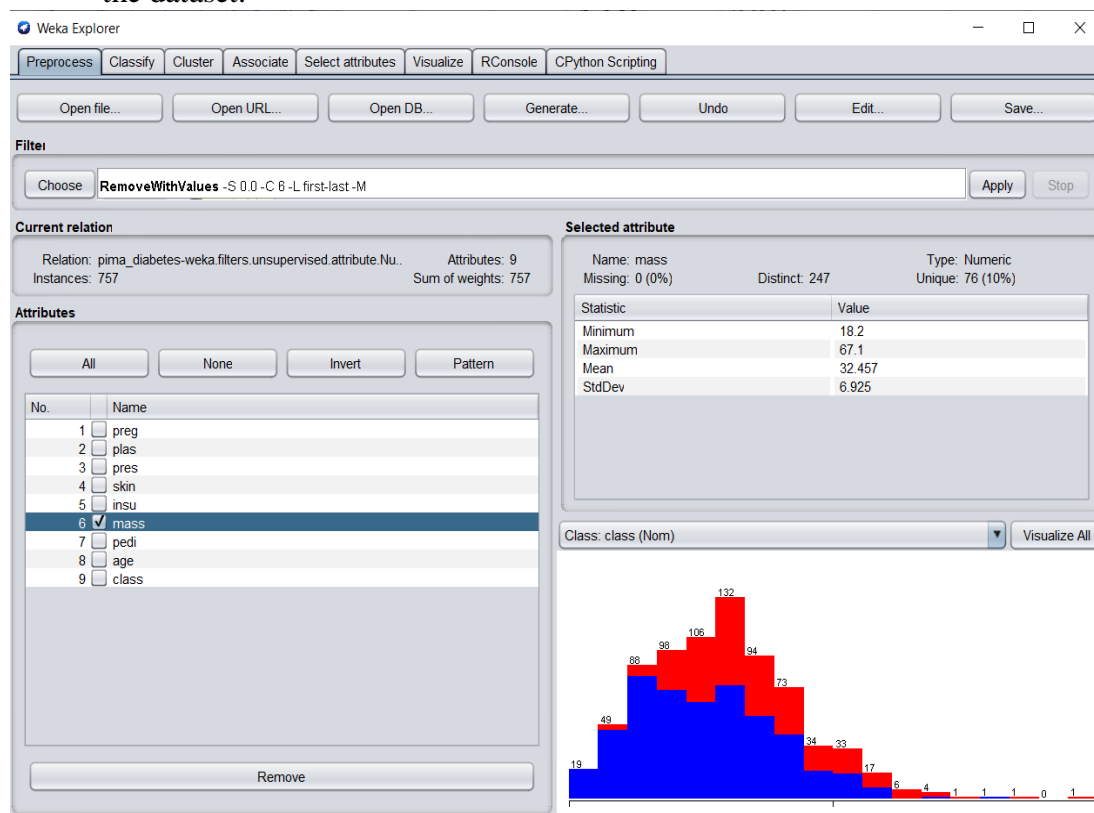 the dataset.
Weka Explorer
Preprocess Classify Cluster Associate Select attributes Visualize RConsole CPython Scripting
Open file... Open URL... Open DB... Generate... Undo Edit... Save...
Filter
Choose RemoveWithValues -S 0.0 -C 6 -L first-last -M Apply Stop
Current relation
Relation: pima_diabetes-weka.filters.unsupervised.attribute.Nu.. Attributes: 9
Instances: 757 Sum of weights: 757
Attributes
All None Invert Pattern
No. Name
1 preg
2 plas
3 pres
4 skin
5 insu
6 mass
7 pedi
8 age
9 class
Remove
Selected attribute
Name: mass Type: Numeric
Missing: 0 (0%) Distinct: 247 Unique: 76 (10%)
Statistic Value
Minimum 18.2
Maximum 67.1
Mean 32.457
StdDev 6.925
Class: class (Nom) Visualize All
19 49 88 98 106 132 94 73 34 33 17 6 4 1 1 1 0 1